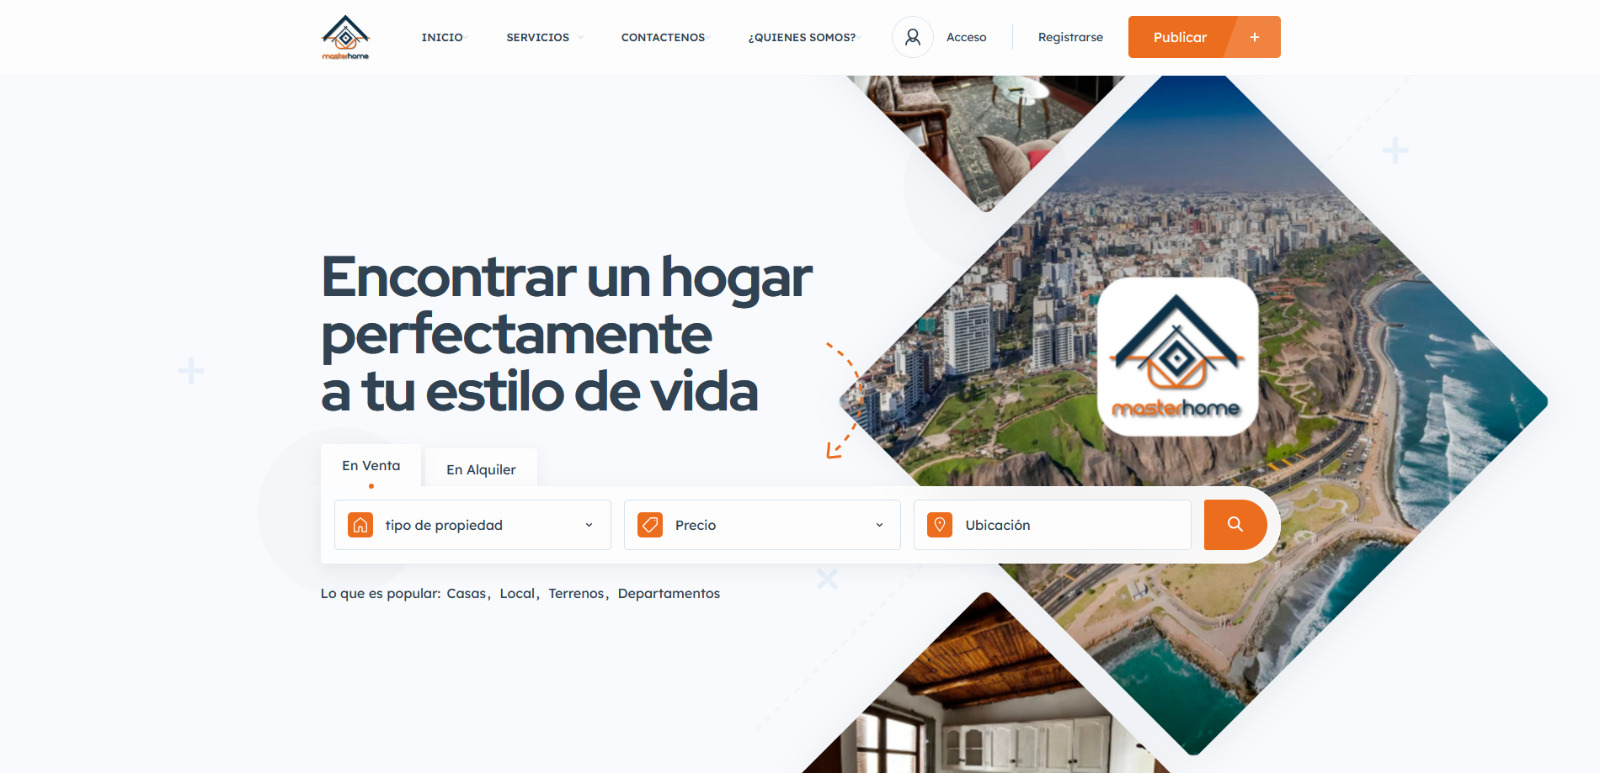 masterhome
INICIO
SERVICIOS
CONTACTENOS
¿QUIENES SOMOS?
Acceso
Registrarse
Publicar +
Encontrar un hogar
perfectamente
a tu estilo de vida
masterhome
En Venta
En Alquiler
tipo de propiedad
Precio
Ubicación
Lo que es popular: Casas, Local, Terrenos, Departamentos